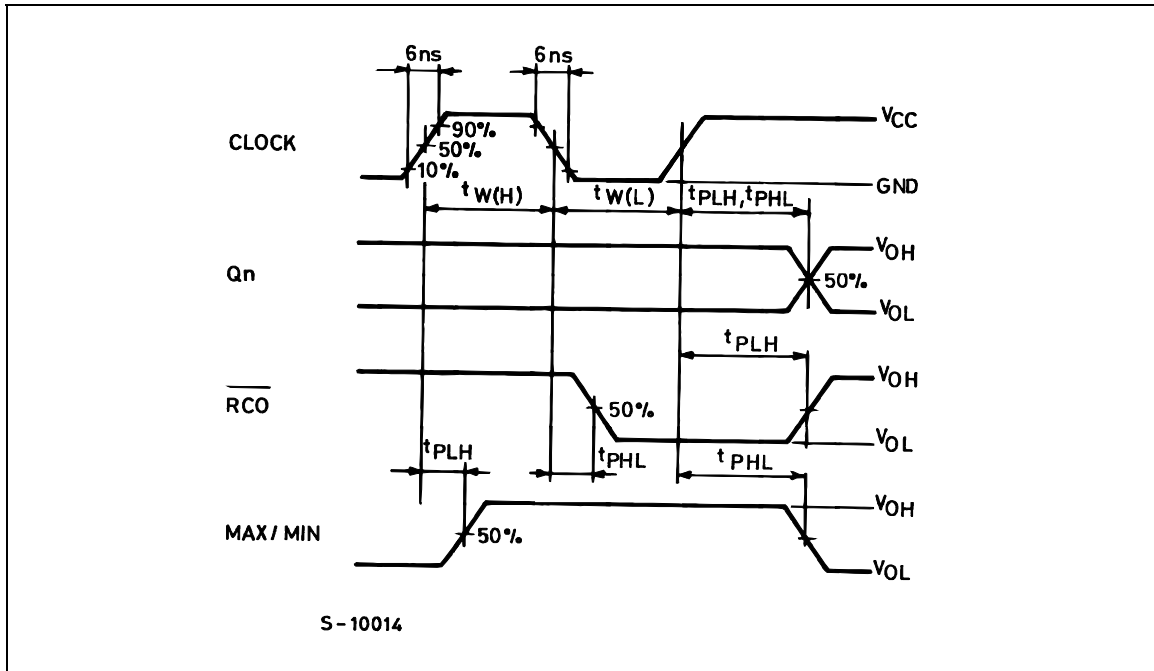 6ns 6ns
VCC
90%
CLOCK 50%
10%
GND
tW(H) tW(L) tPLH,tPHL
VOH
Qn 50%
VOL
tPLH
VOH
RCO 50%
VOL
tPLH tPHL tPHL
VOH
MAX/MIN 50%
VOL
S-10014